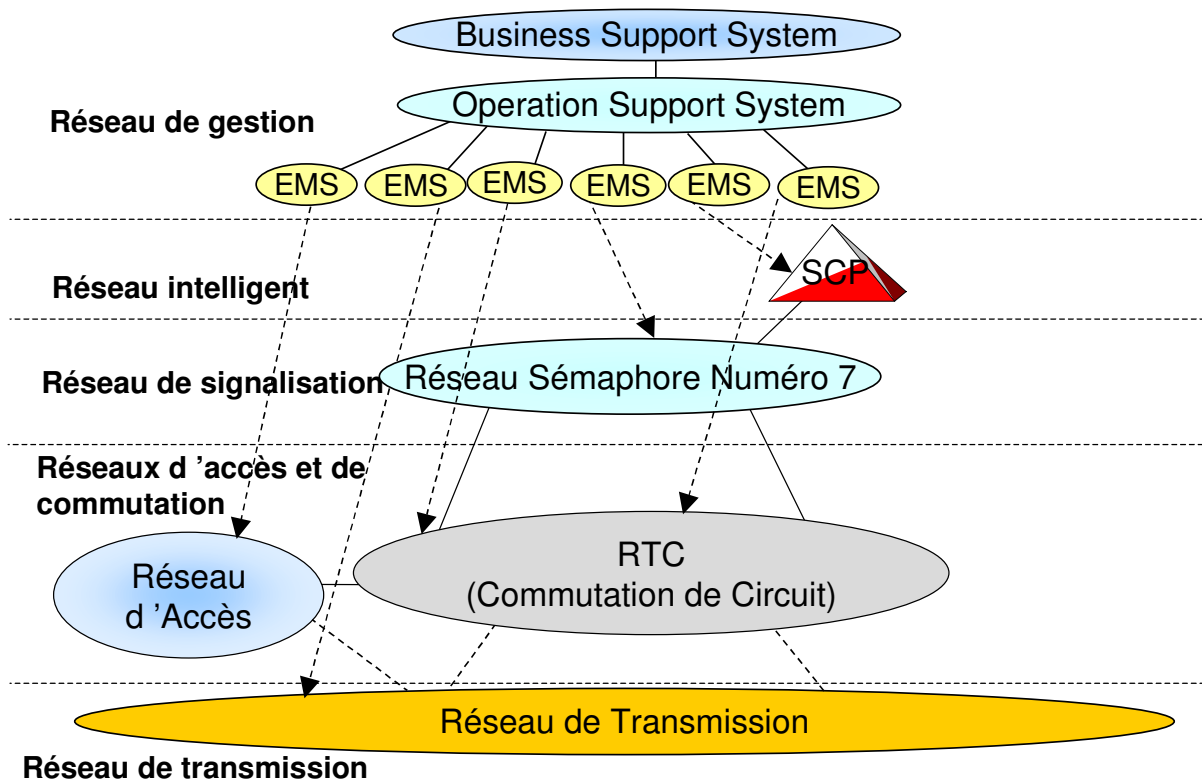 Business Support System
Operation Support System
Réseau de gestion
EMS EMS EMS EMS EMS EMS
SCP
Réseau intelligent
Réseau de signalisation
Réseau Sémaphore Numéro 7
Réseaux d ’accès et de
commutation
RTC
(Commutation de Circuit)
Réseau
d ’Accès
Réseau de Transmission
Réseau de transmission